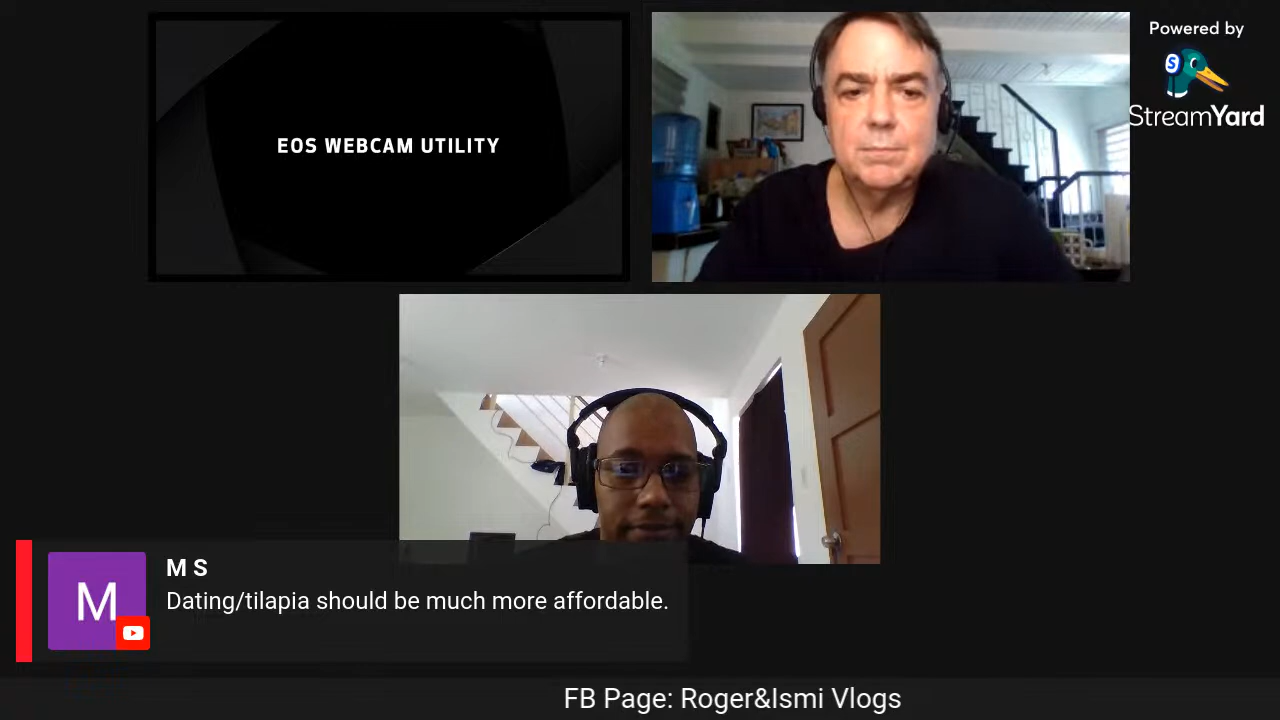 Powered by
S
StreamYard
EOS WEBCAM UTILITY
M
M S
Dating/tilapia should be much more affordable.
FB Page: Roger&Ismi Vlogs